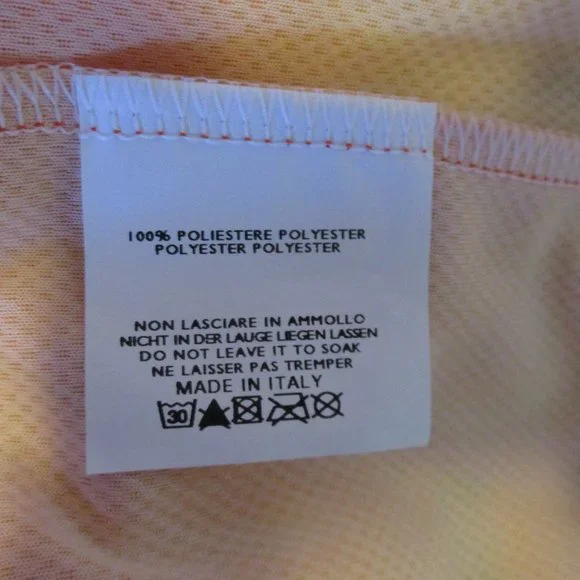 100% POLIESTERE POLYESTER
POLYESTER POLYESTER
NON LASCIARE IN AMMOLLO
NICHT IN DER LAUGE LIEGEN LASSEN
DO NOT LEAVE IT TO SOAK
NE LAISSER PAS TREMPER
MADE IN ITALY
30